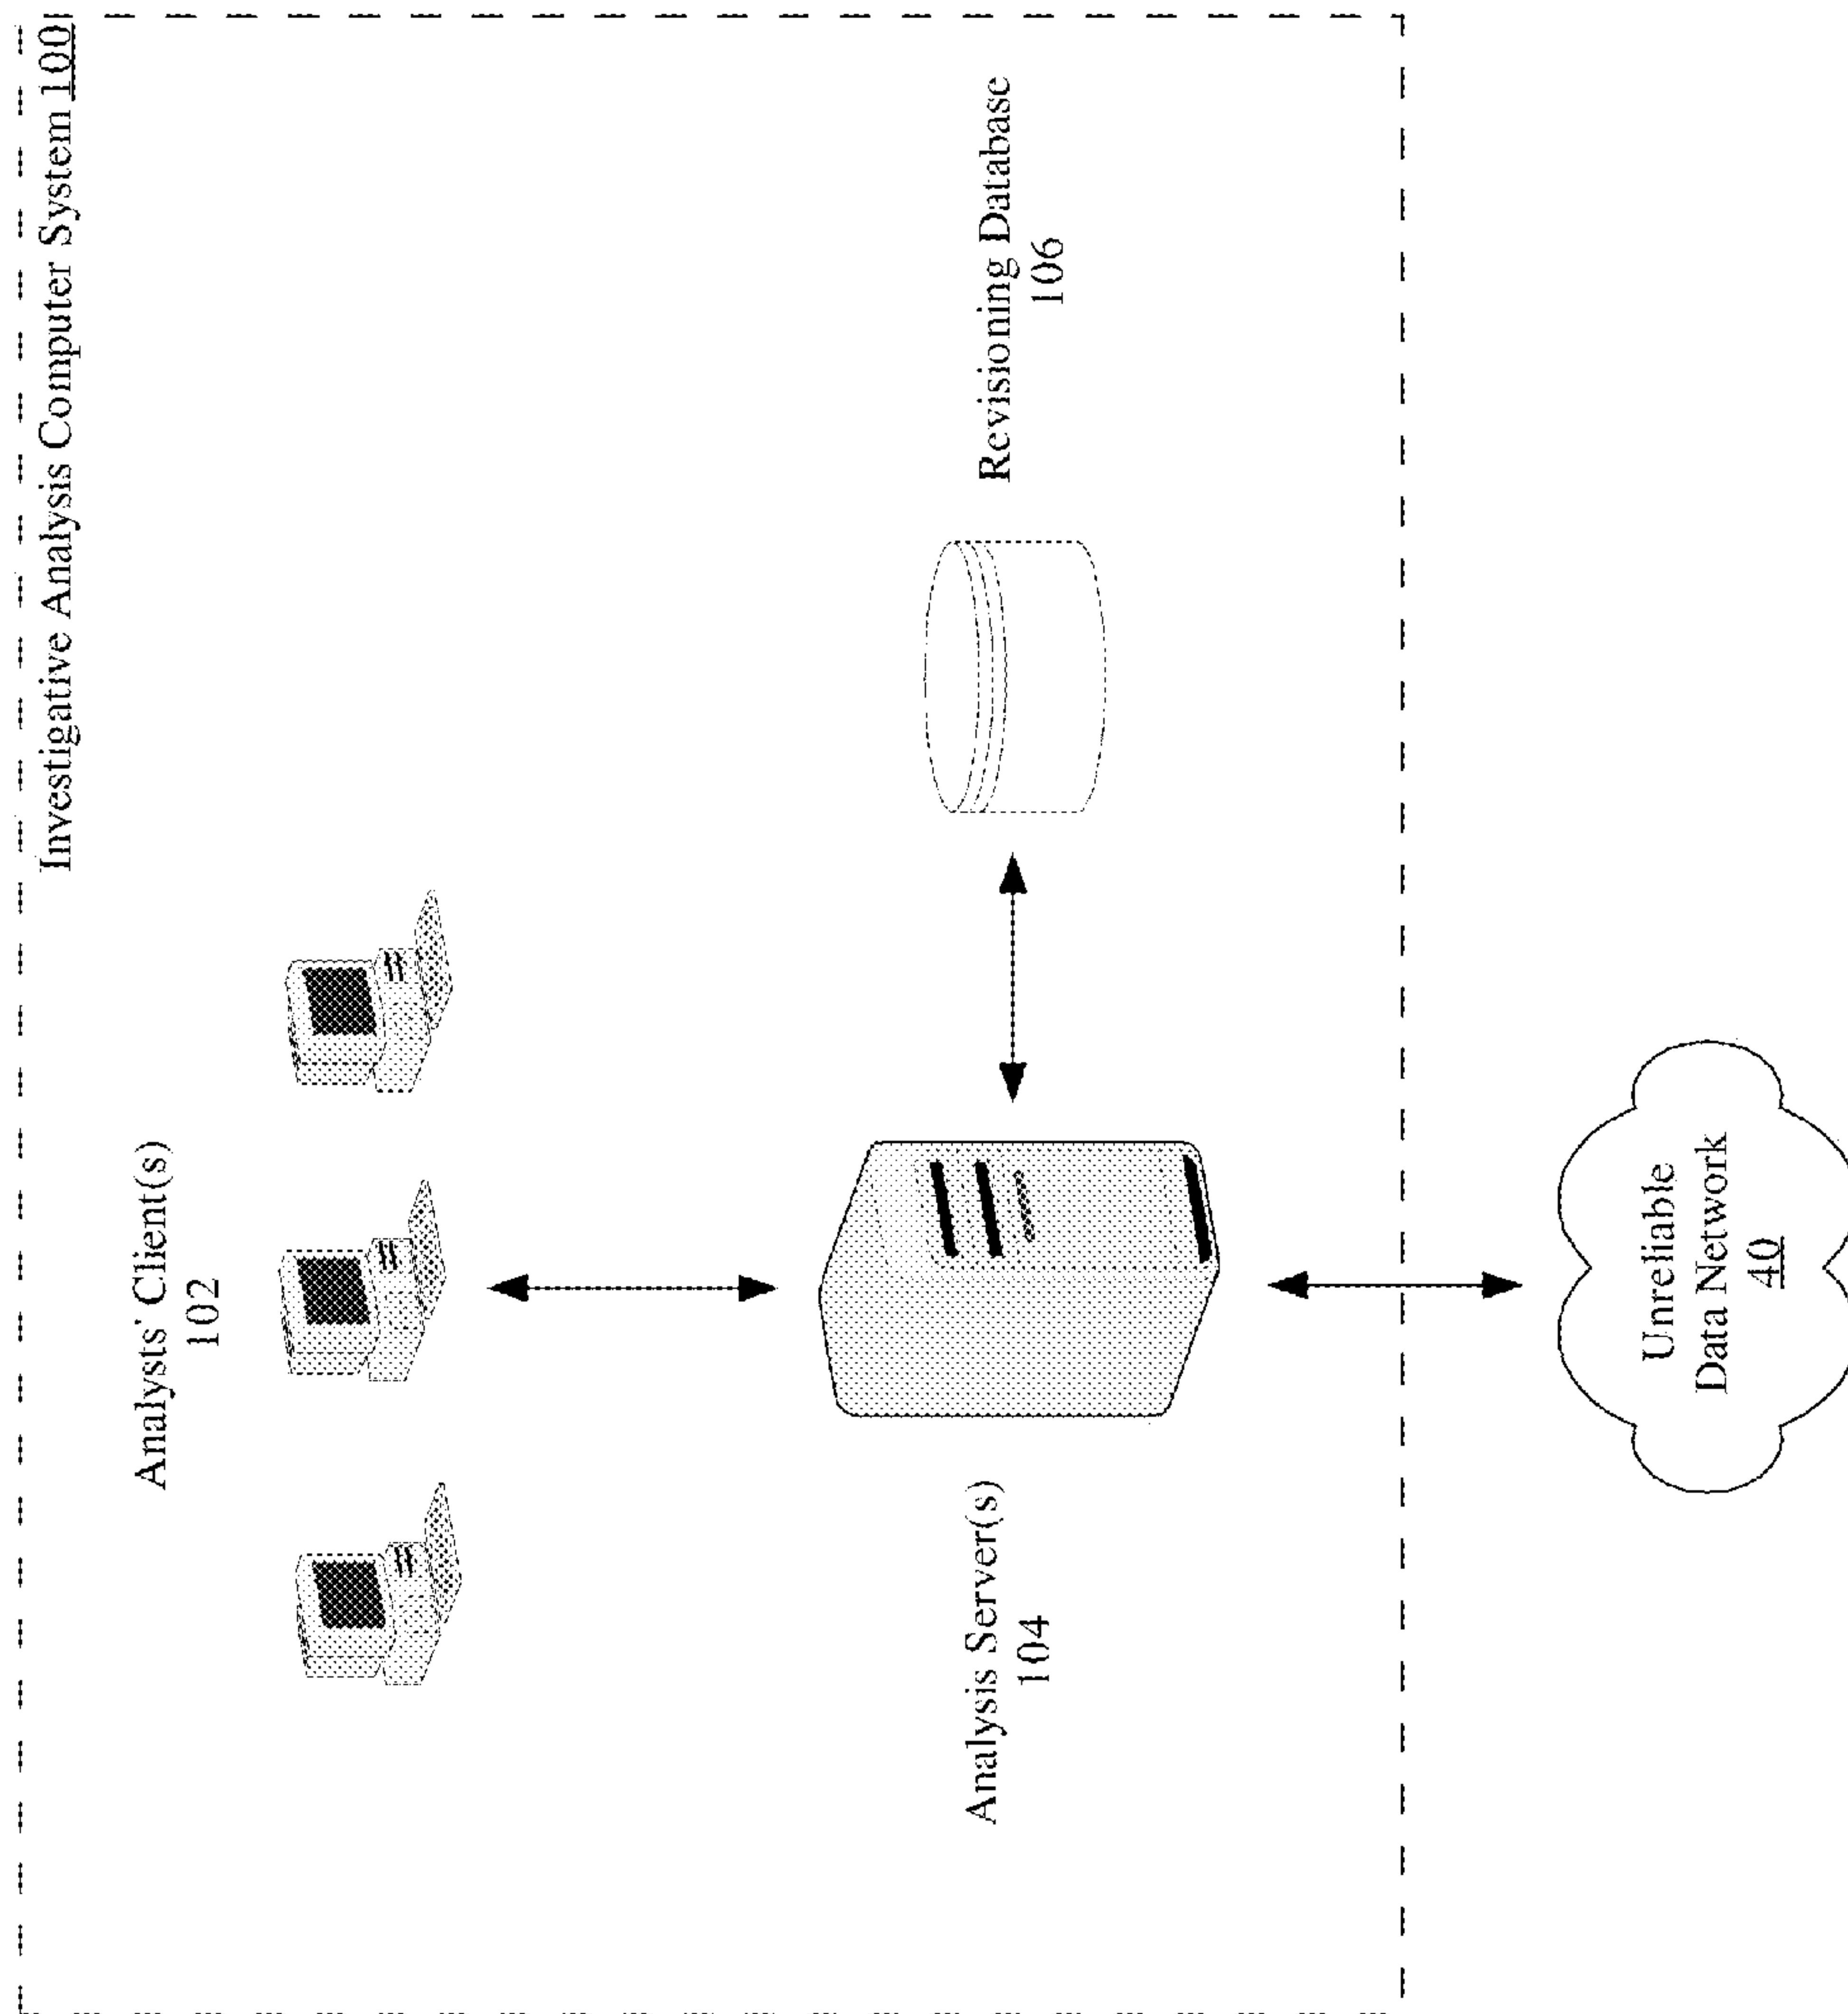 Investigative Analysis Computer System 100
Analysts' Client(s)
102
Analysis Server(s)
104
Revisioning Database
106
Unreliable
Data Network
40